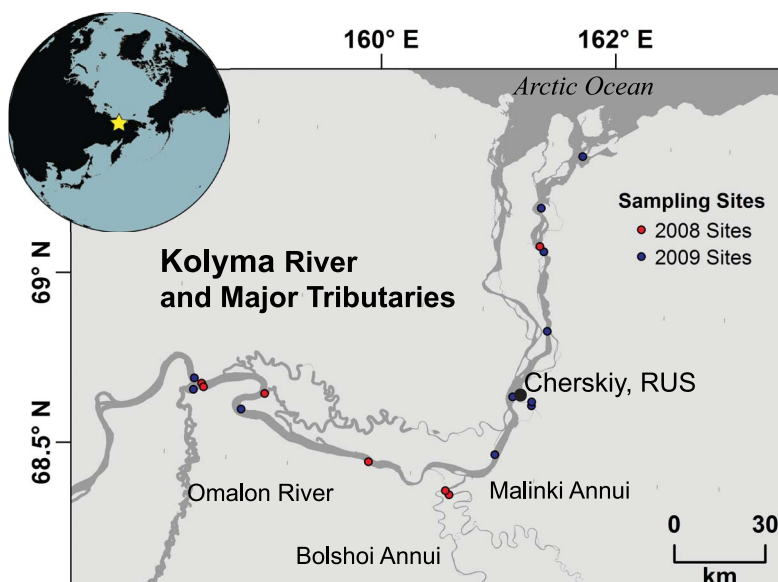 160° E
162° E
Arctic Ocean
Sampling Sites
2008 Sites
2009 Sites
69° N
Kolyma River
and Major Tributaries
Cherskiy, RUS
68.5° N
Omalon River
Malinki Annui
Bolshoi Annui
0
30
km